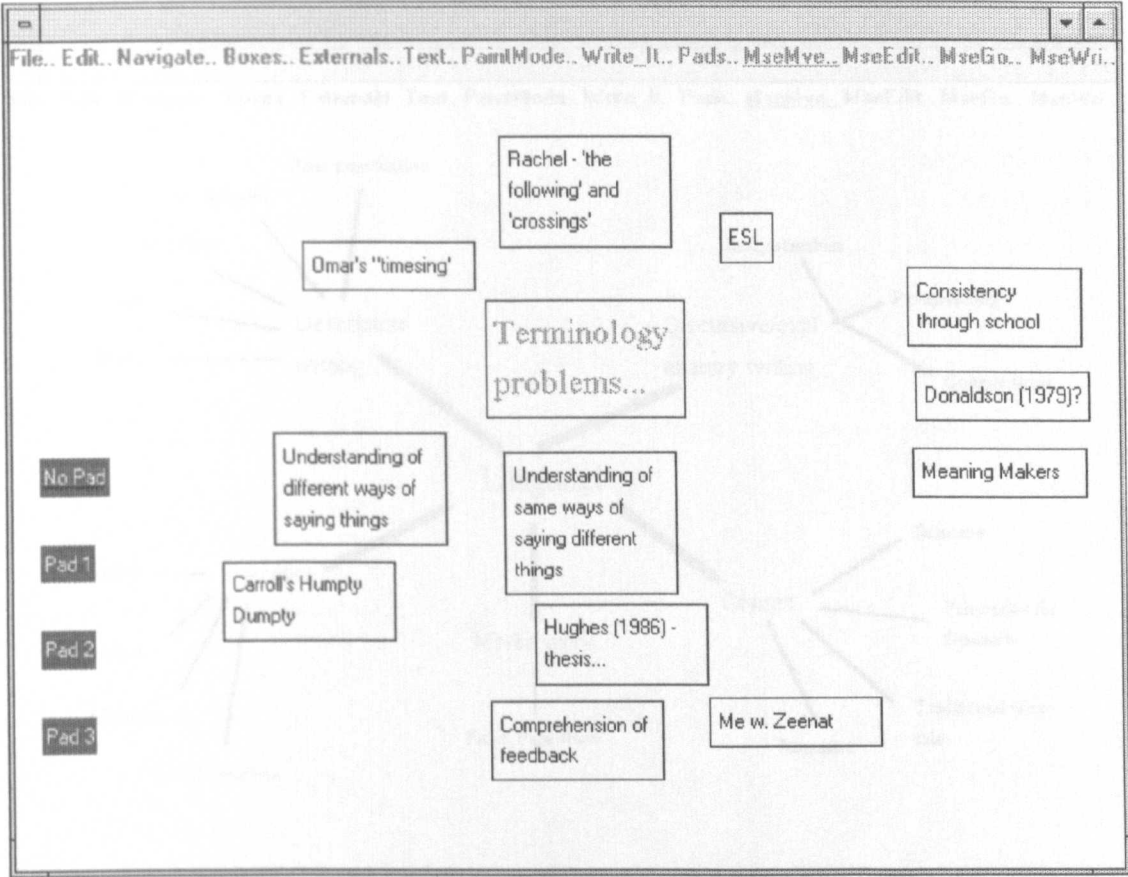 File.. Edit.. Navigate.. Boxes.. Externals.. Text.. PaintMode.. Write_It.. Pads.. MseMve.. MseEdit.. MseGo.. MseWri..
Rachel - 'the
following' and
'crossings'
ESL
Omar's "timesing'
Consistency
through school
Terminology
problems...
Donaldson (1979)?
Understanding of
different ways of
saying things
Understanding of
same ways of
saying different
things
Meaning Makers
No Pad
Pad 1
Carroll's Humpty
Dumpty
Hughes (1986) -
thesis...
Pad 2
Comprehension of
feedback
Me w. Zeenat
Pad 3